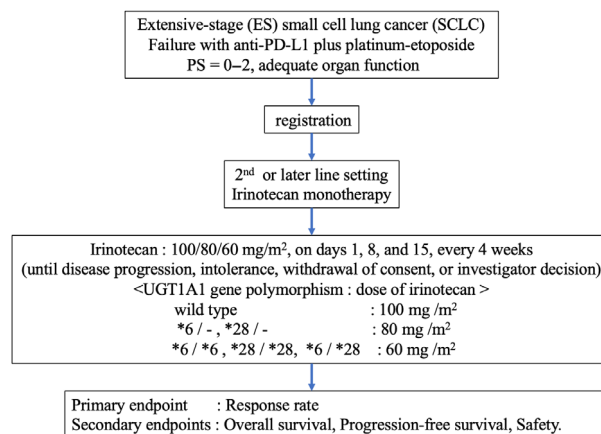 Extensive-stage (ES) small cell lung cancer (SCLC)
Failure with anti-PD-L1 plus platinum-etoposide
PS = 0–2, adequate organ function
registration
2nd or later line setting
Irinotecan monotherapy
Irinotecan : 100/80/60 mg/m², on days 1, 8, and 15, every 4 weeks
(until disease progression, intolerance, withdrawal of consent, or investigator decision)
<UGT1A1 gene polymorphism : dose of irinotecan >
wild type : 100 mg /m²
*6 / - , *28 / - : 80 mg /m²
*6 / *6 , *28 / *28, *6 / *28 : 60 mg /m²
Primary endpoint : Response rate
Secondary endpoints : Overall survival, Progression-free survival, Safety.